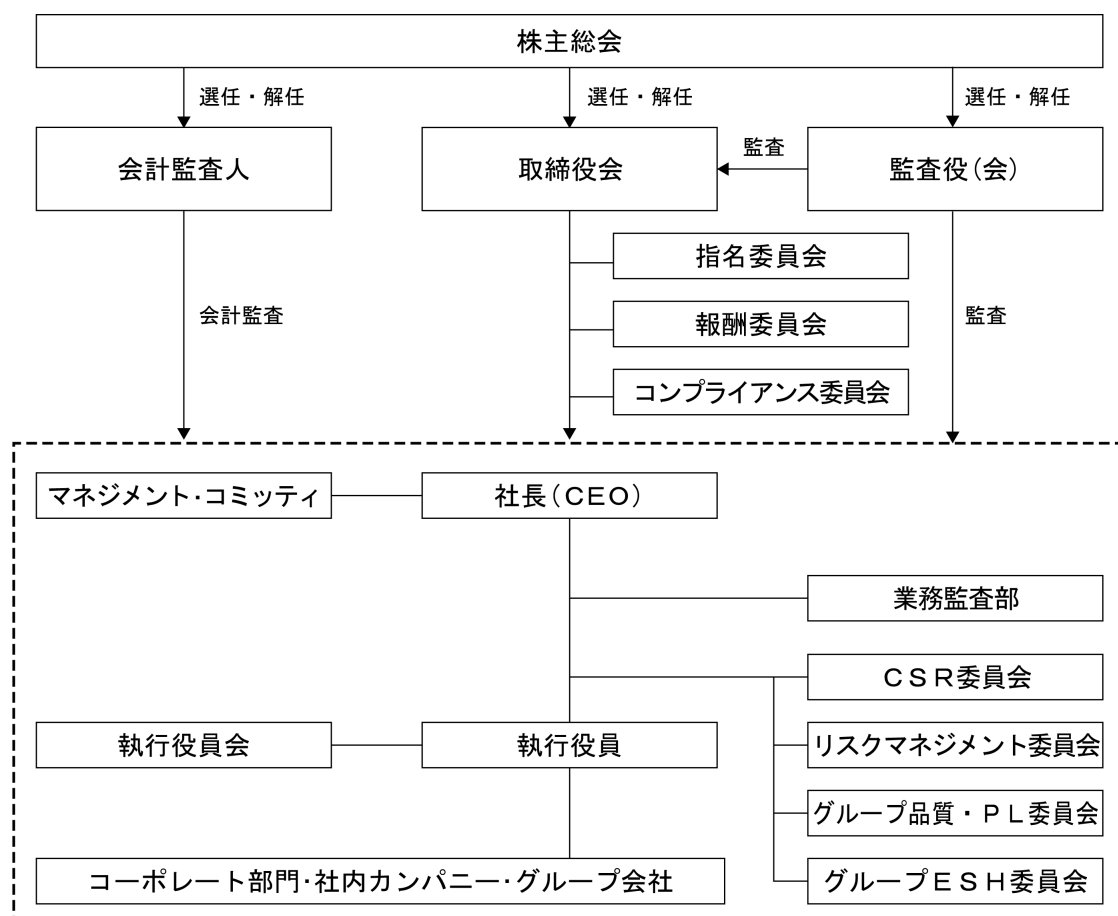 株主総会
選任・解任
選任・解任
選任・解任
会計監査人
取締役会
監査
監査役(会)
指名委員会
会計監査
報酬委員会
監査
コンプライアンス委員会
マネジメント・コミッティ
社長(CEO)
業務監査部
CSR委員会
執行役員会
執行役員
リスクマネジメント委員会
グループ品質・PL委員会
コーポレート部門・社内カンパニー・グループ会社
グループESH委員会